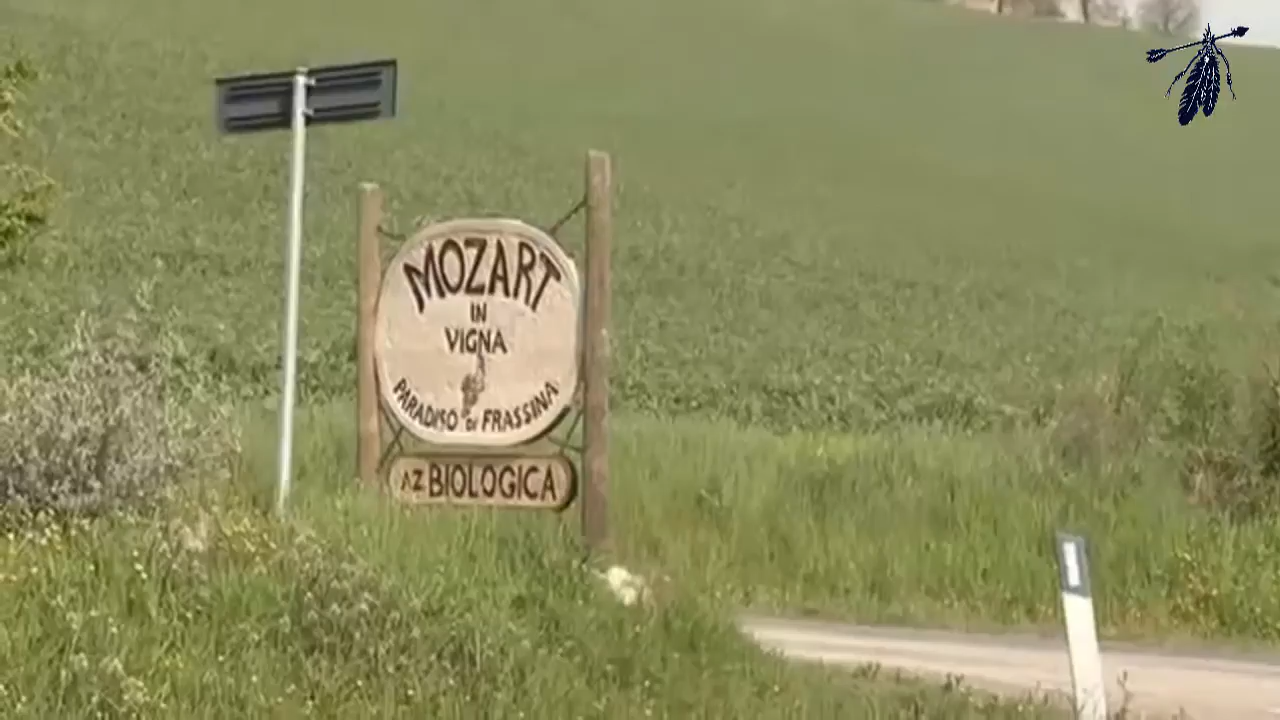 MOZART
IN
VIGNA
PARADISO DI FRASSINA
AZ BIOLOGICA